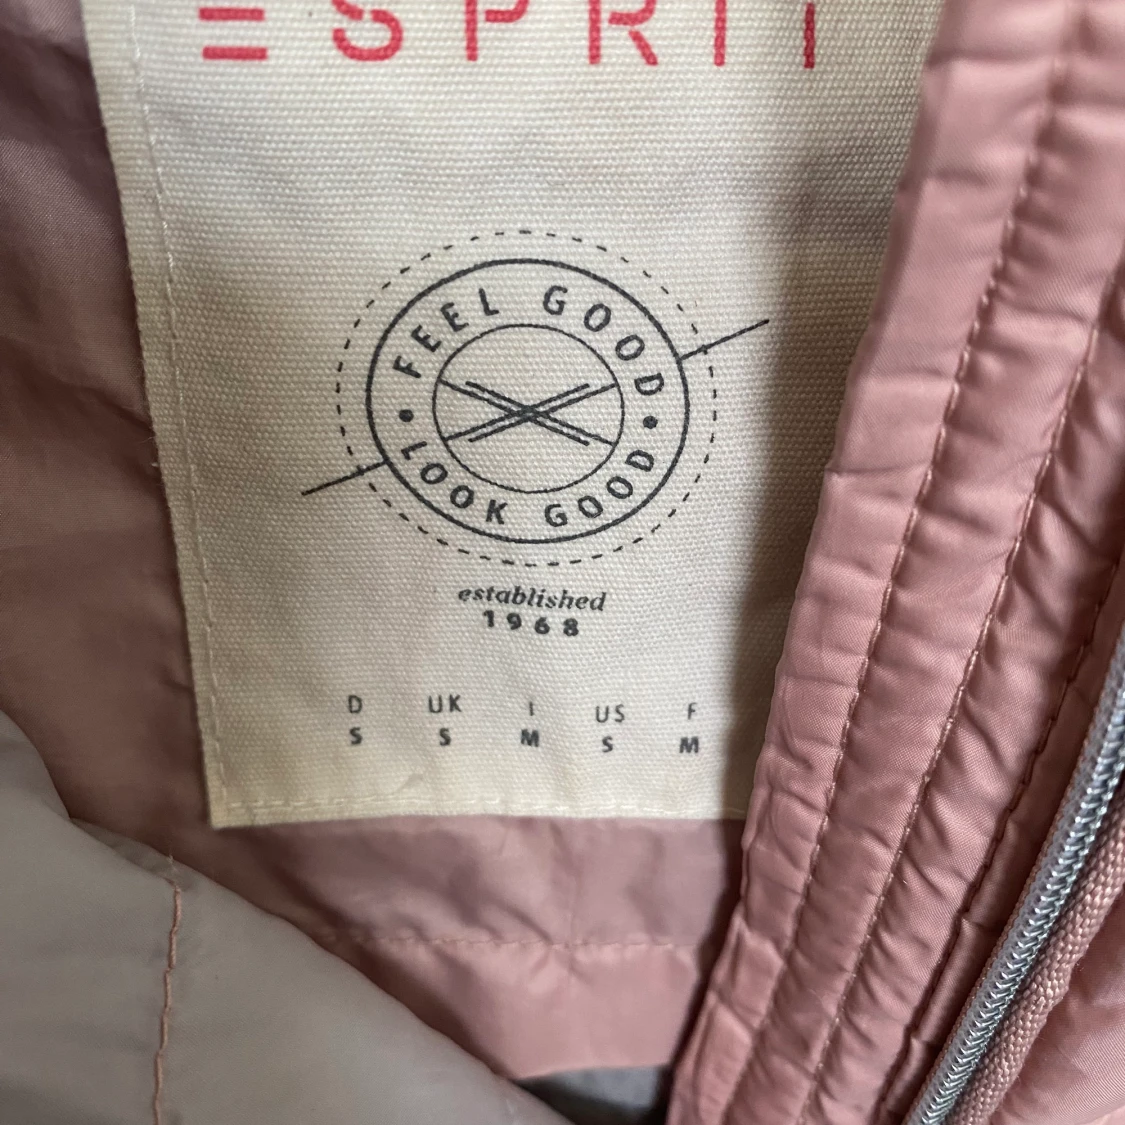 ESPRIT
FEEL GOOD
• LOOK GOOD •
established
1968
D UK I US F
S S M S M